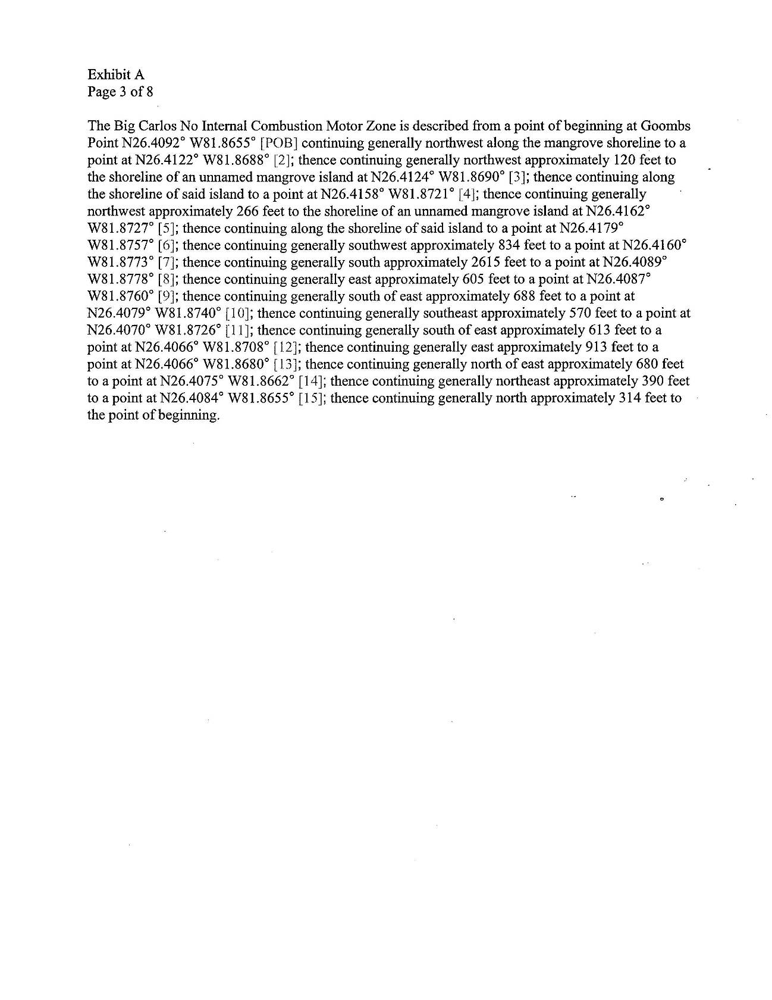 Exhibit A
Page 3 of 8
The Big Carlos No Internal Combustion Motor Zone is described from a point of beginning at Goombs
Point N26.4092° W81.8655° [POB] continuing generally northwest along the mangrove shoreline to a
point at N26.4122° W81.8688° [2]; thence continuing generally northwest approximately 120 feet to
the shoreline of an unnamed mangrove island at N26.4124° W81.8690° [3]; thence continuing along
the shoreline of said island to a point at N26.4158° W81.8721° [4]; thence continuing generally
northwest approximately 266 feet to the shoreline of an unnamed mangrove island at N26.4162°
W81.8727° [5]; thence continuing along the shoreline of said island to a point at N26.4179°
W81.8757° [6]; thence continuing generally southwest approximately 834 feet to a point at N26.4160°
W81.8773° [7]; thence continuing generally south approximately 2615 feet to a point at N26.4089°
W81.8778° [8]; thence continuing generally east approximately 605 feet to a point at N26.4087°
W81.8760° [9]; thence continuing generally south of east approximately 688 feet to a point at
N26.4079° W81.8740° [10]; thence continuing generally southeast approximately 570 feet to a point at
N26.4070° W81.8726° [11]; thence continuing generally south of east approximately 613 feet to a
point at N26.4066° W81.8708° [12]; thence continuing generally east approximately 913 feet to a
point at N26.4066° W81.8680° [13]; thence continuing generally north of east approximately 680 feet
to a point at N26.4075° W81.8662° [14]; thence continuing generally northeast approximately 390 feet
to a point at N26.4084° W81.8655° [15]; thence continuing generally north approximately 314 feet to
the point of beginning.